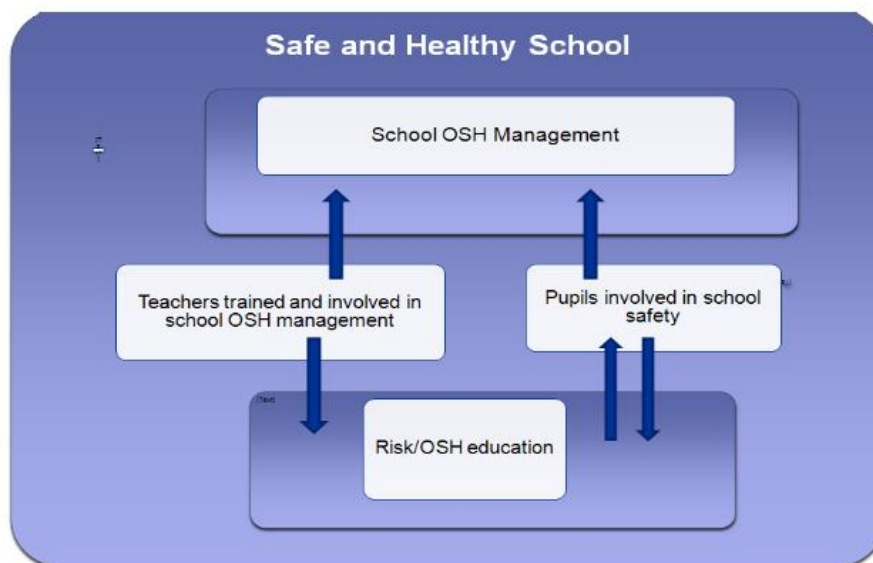 Safe and Healthy School
School OSH Management
Teachers trained and involved in
school OSH management
Pupils involved in school
safety
Risk/OSH education